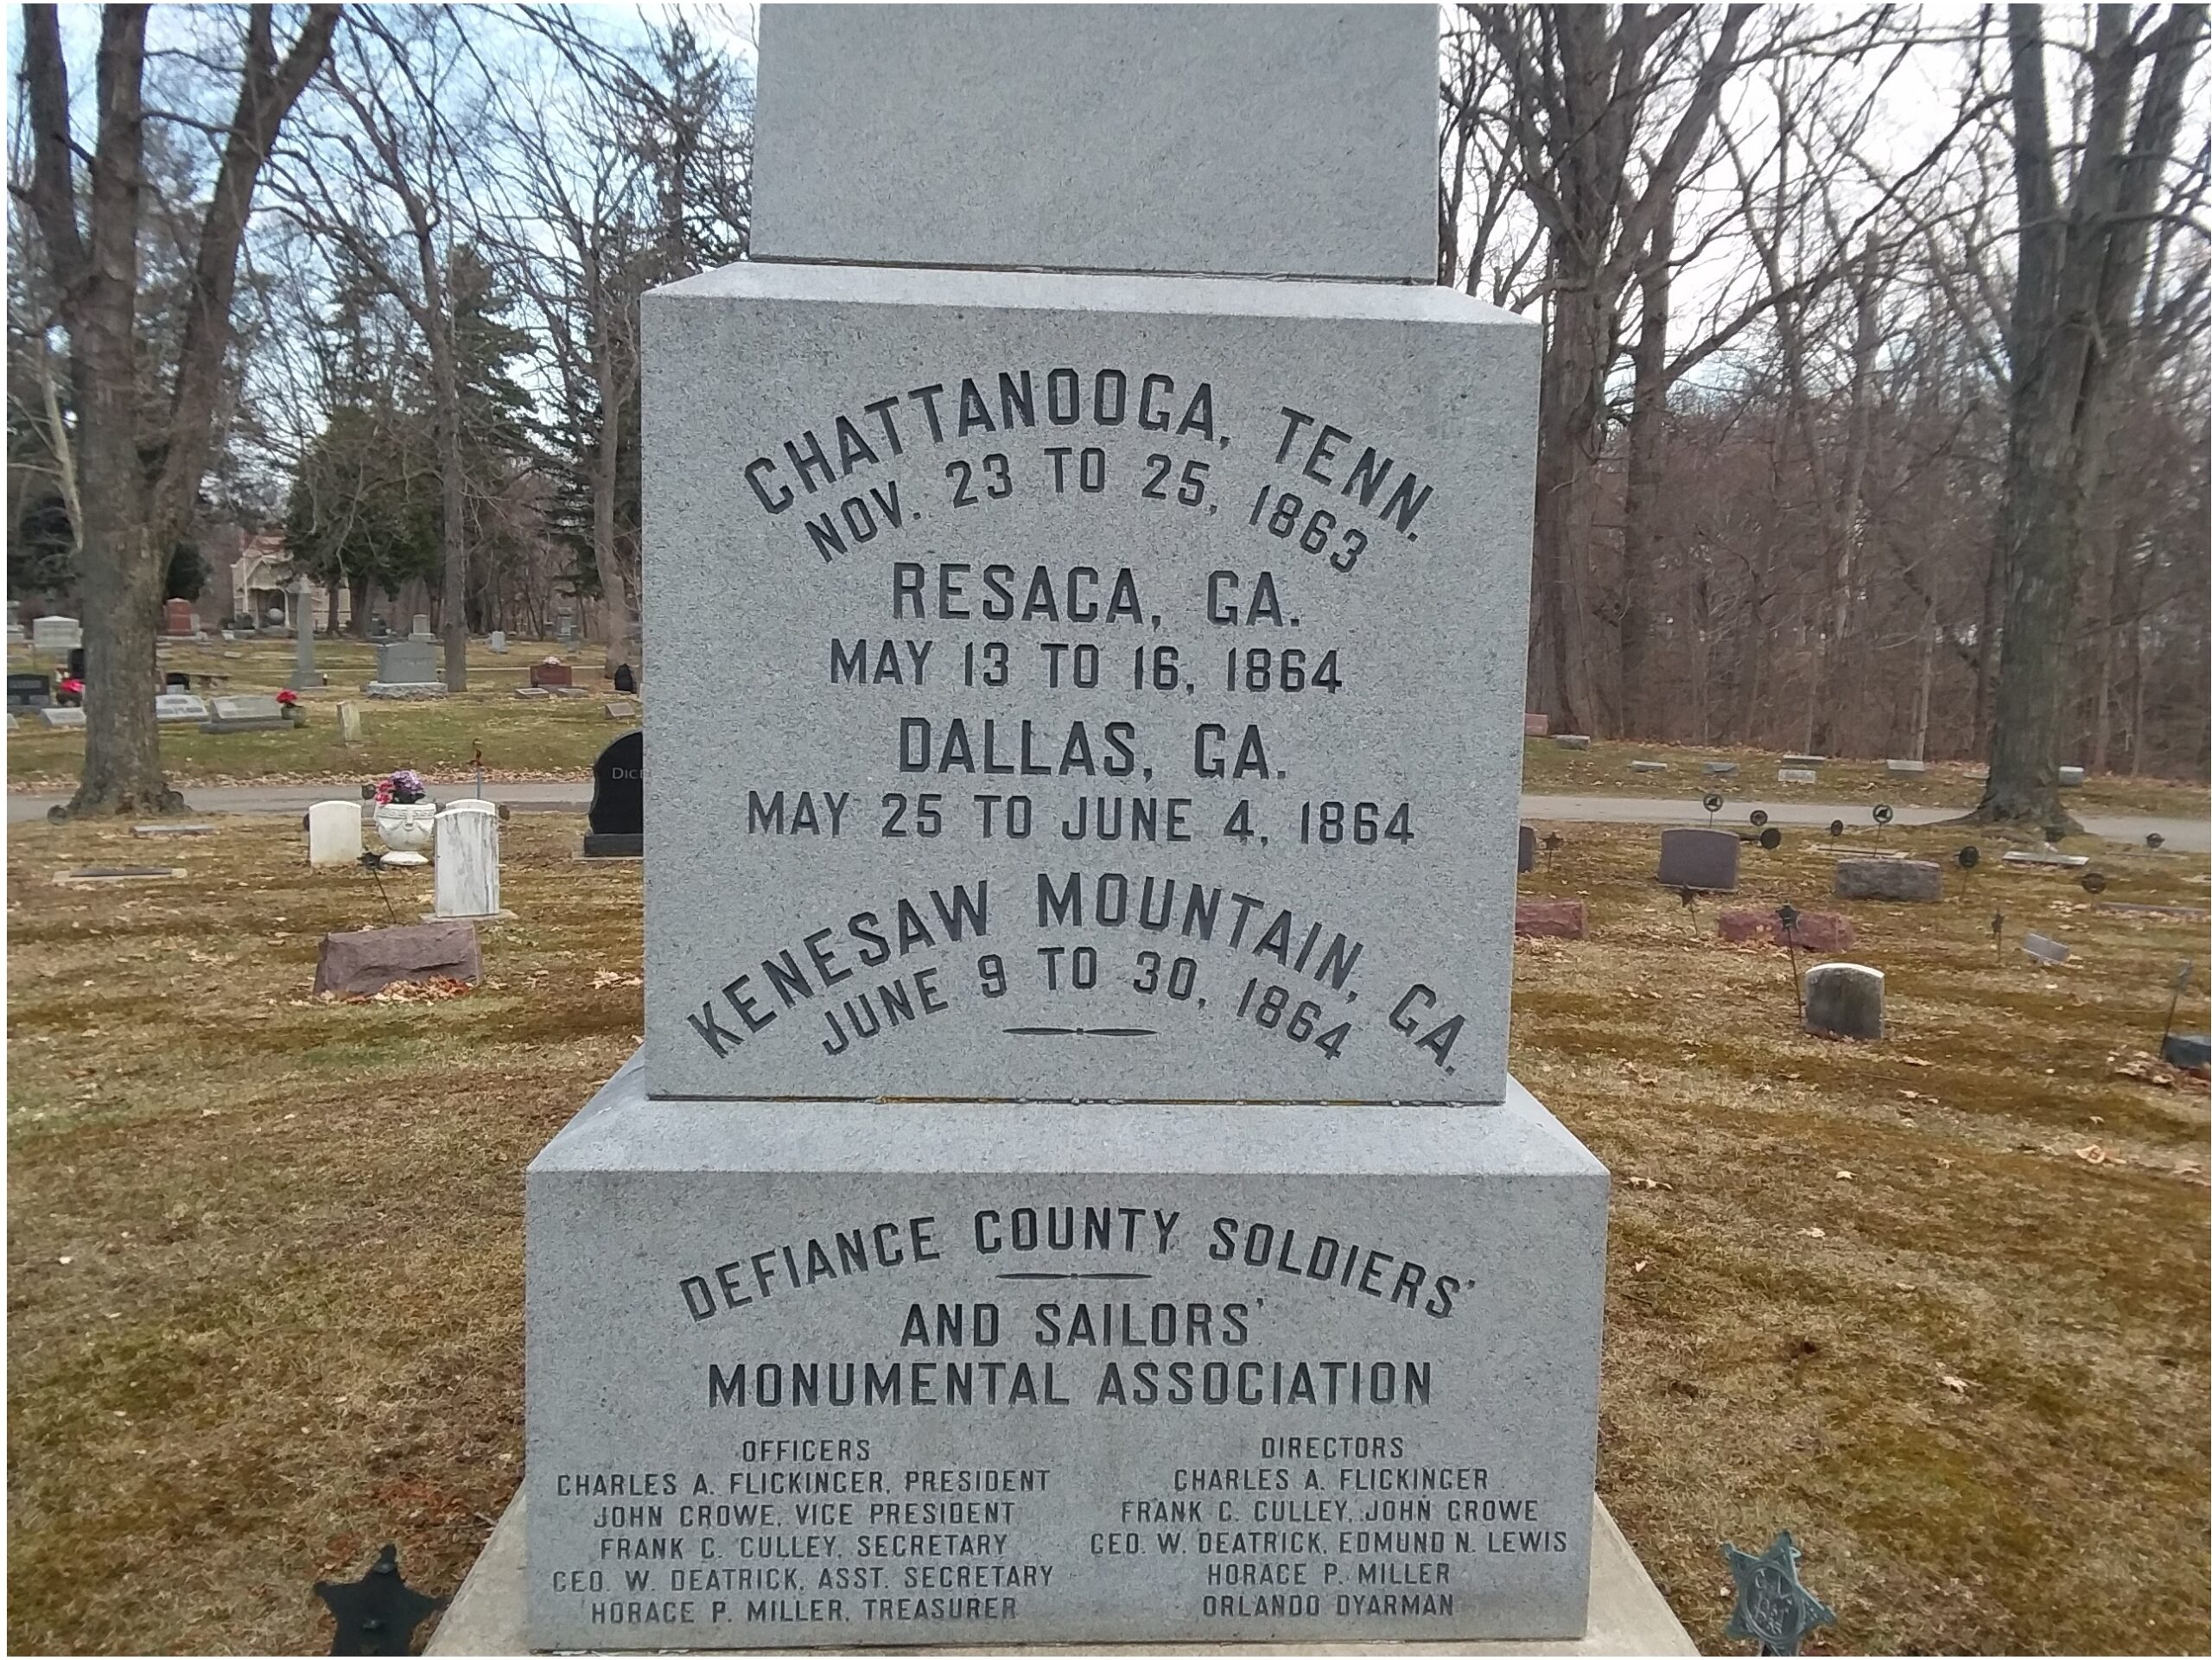 CHATTANOOGA, TENN.
NOV. 23 TO 25, 1863
RESACA, GA.
MAY 13 TO 16, 1864
DALLAS, GA.
MAY 25 TO JUNE 4, 1864
KENESAW MOUNTAIN, GA.
JUNE 9 TO 30, 1864
DEFIANCE COUNTY SOLDIERS'
AND SAILORS'
MONUMENTAL ASSOCIATION
OFFICERS
CHARLES A. FLICKINGER, PRESIDENT
JOHN CROWE, VICE PRESIDENT
FRANK C. CULLEY, SECRETARY
GEO. W. DEATRICK, ASST. SECRETARY
HORACE P. MILLER, TREASURER
DIRECTORS
CHARLES A. FLICKINGER
FRANK C. CULLEY, JOHN CROWE
GEO. W. DEATRICK, EDMUND N. LEWIS
HORACE P. MILLER
ORLANDO DYARMAN